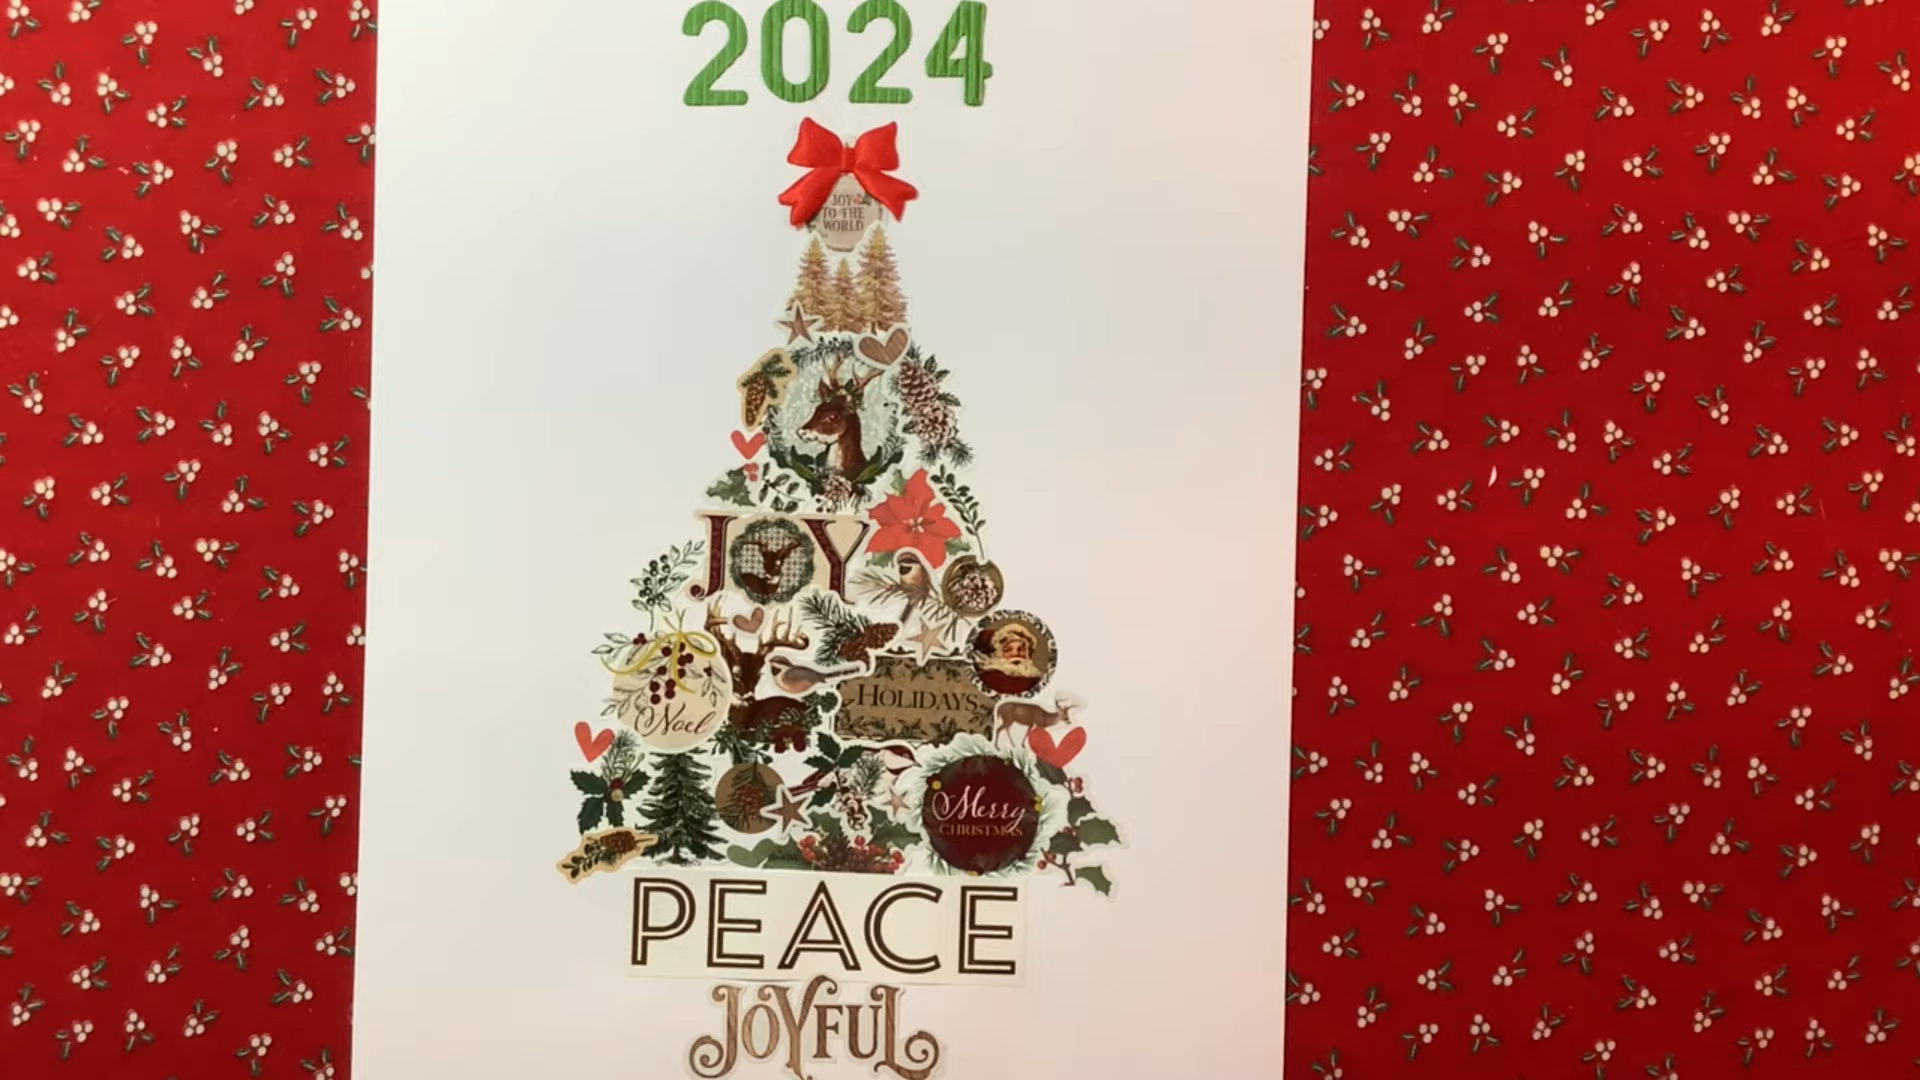 2024
JOY
TO THE
WORLD
JOY
HOLIDAYS
Noel
Merry
CHRISTMAS
PEACE
JOYFUL